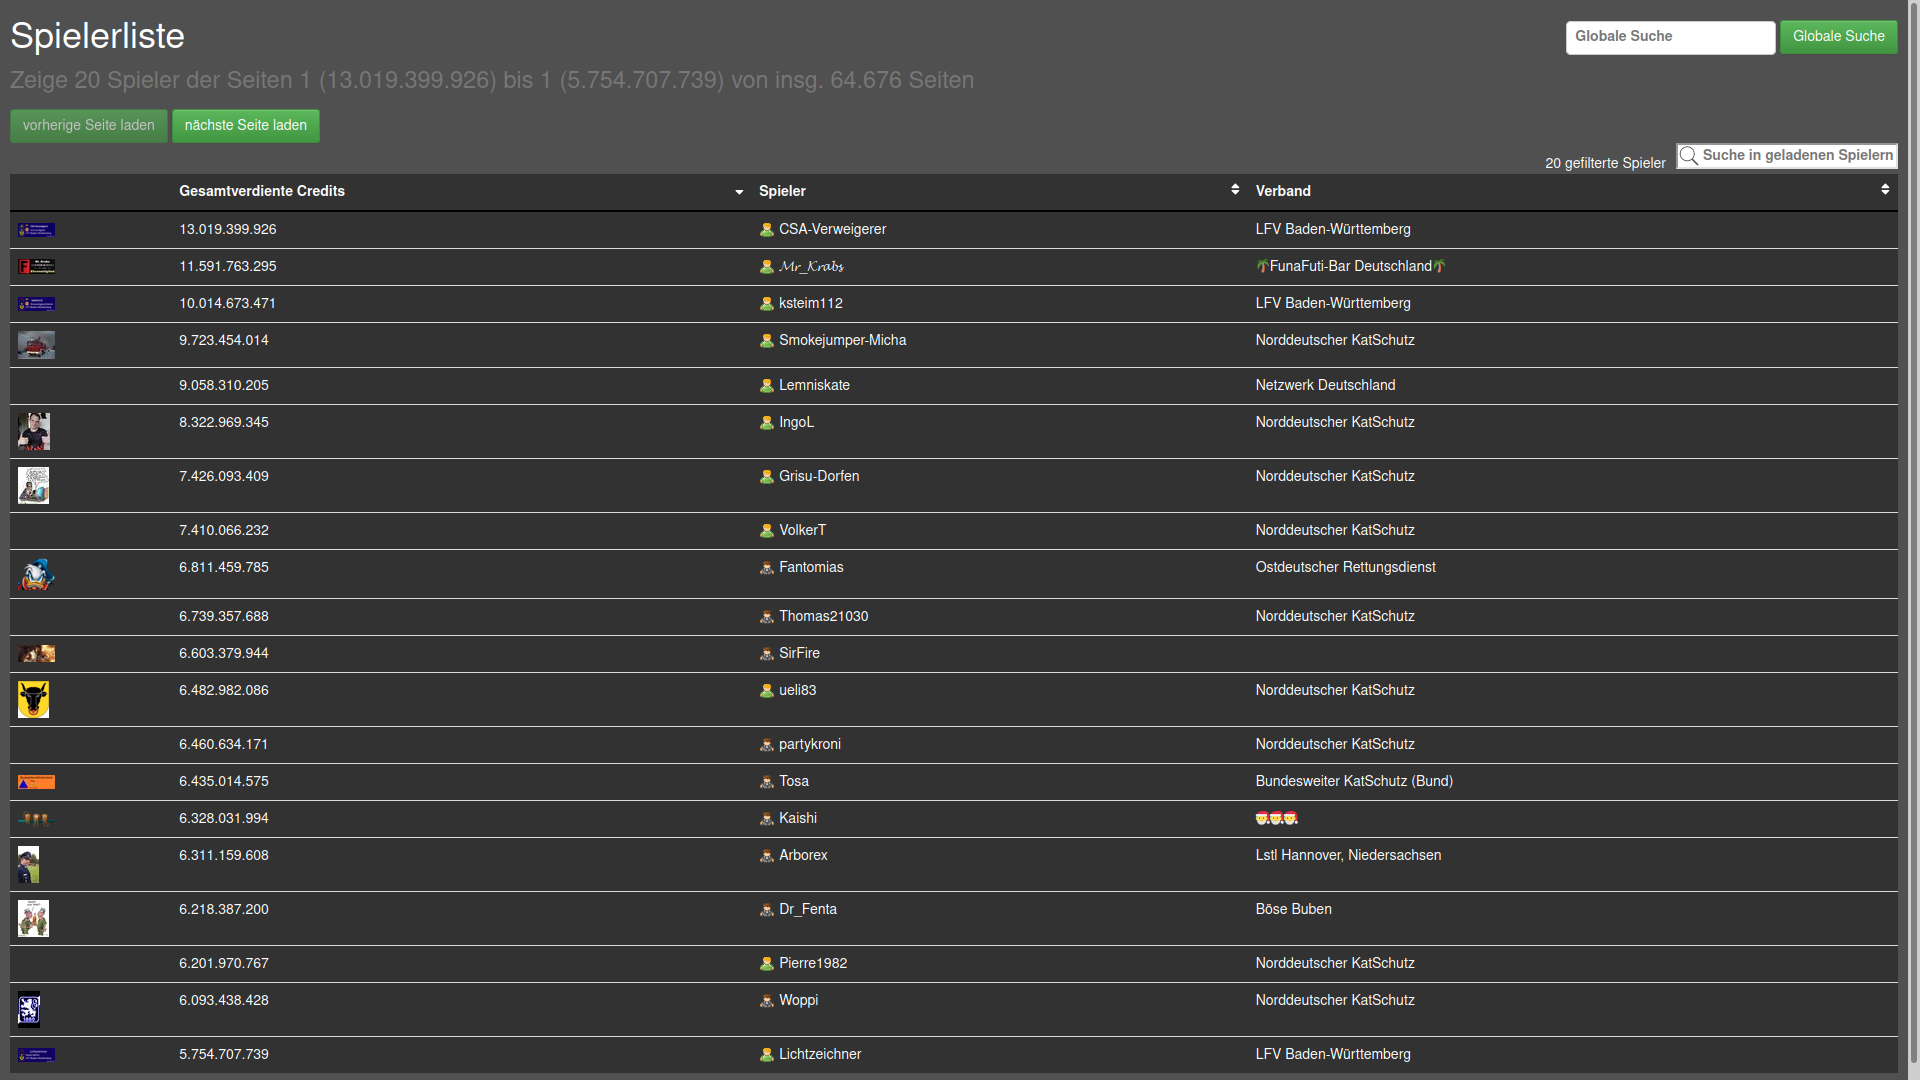 Spielerliste
Globale Suche
Globale Suche
Zeige 20 Spieler der Seiten 1 (13.019.399.926) bis 1 (5.754.707.739) von insg. 64.676 Seiten
vorherige Seite laden
nächste Seite laden
20 gefilterte Spieler
Suche in geladenen Spielern
Gesamtverdiente Credits Spieler Verband
13.019.399.926 CSA-Verweigerer LFV Baden-Württemberg
11.591.763.295 𝓜𝓻_𝓚𝓻𝓪𝓫𝓼 🌴FunaFuti-Bar Deutschland🌴
10.014.673.471 ksteim112 LFV Baden-Württemberg
9.723.454.014 Smokejumper-Micha Norddeutscher KatSchutz
9.058.310.205 Lemniskate Netzwerk Deutschland
8.322.969.345 IngoL Norddeutscher KatSchutz
7.426.093.409 Grisu-Dorfen Norddeutscher KatSchutz
7.410.066.232 VolkerT Norddeutscher KatSchutz
6.811.459.785 Fantomias Ostdeutscher Rettungsdienst
6.739.357.688 Thomas21030 Norddeutscher KatSchutz
6.603.379.944 SirFire
6.482.982.086 ueli83 Norddeutscher KatSchutz
6.460.634.171 partykroni Norddeutscher KatSchutz
6.435.014.575 Tosa Bundesweiter KatSchutz (Bund)
6.328.031.994 Kaishi 🎅🎅🎅
6.311.159.608 Arborex Lstl Hannover, Niedersachsen
6.218.387.200 Dr_Fenta Böse Buben
6.201.970.767 Pierre1982 Norddeutscher KatSchutz
6.093.438.428 Woppi Norddeutscher KatSchutz
5.754.707.739 Lichtzeichner LFV Baden-Württemberg